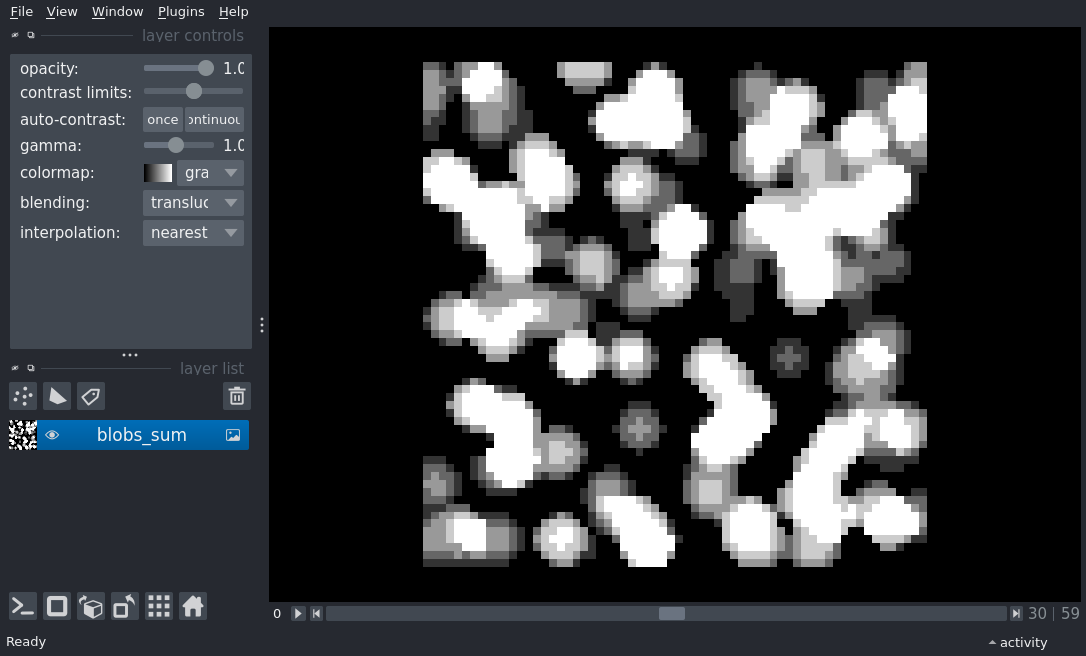 File View Window Plugins Help
layer controls
opacity: 1.0
contrast limits:
auto-contrast: once ontinuou
gamma: 1.0
colormap: gra
blending: transluc
interpolation: nearest
layer list
blobs_sum
0 30 | 59
Ready activity